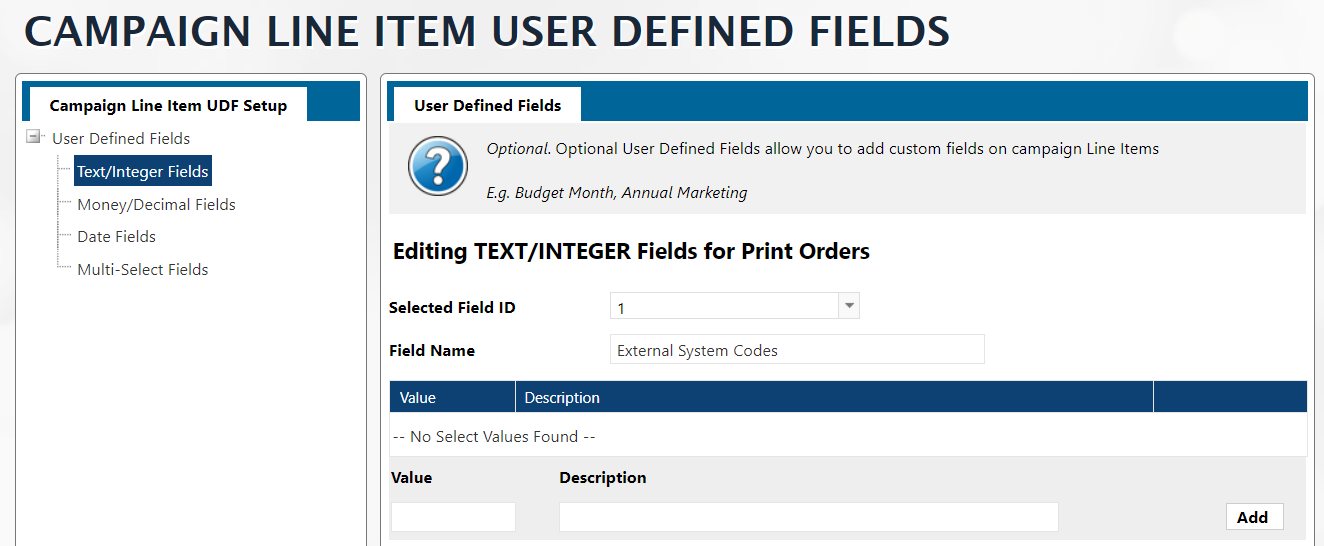 CAMPAIGN LINE ITEM USER DEFINED FIELDS
Campaign Line Item UDF Setup
User Defined Fields
Text/Integer Fields
Money/Decimal Fields
Date Fields
Multi-Select Fields
User Defined Fields
?
Optional. Optional User Defined Fields allow you to add custom fields on campaign Line Items
E.g. Budget Month, Annual Marketing
Editing TEXT/INTEGER Fields for Print Orders
Selected Field ID 1
Field Name External System Codes
Value Description
-- No Select Values Found --
Value Description
Add